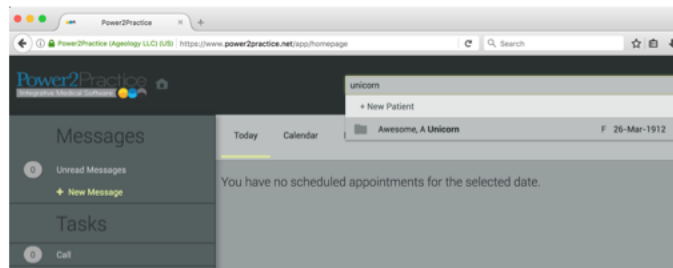 Power2Practice
Power2Practice (Ageology LLC) (US) https://www.power2practice.net/app/homepage
Search
Power2Practice
Integrative Medical Software
unicorn
+ New Patient
Awesome, A Unicorn F 26-Mar-1912
Messages
Today Calendar
0 Unread Messages
+ New Message
You have no scheduled appointments for the selected date.
Tasks
0 Call